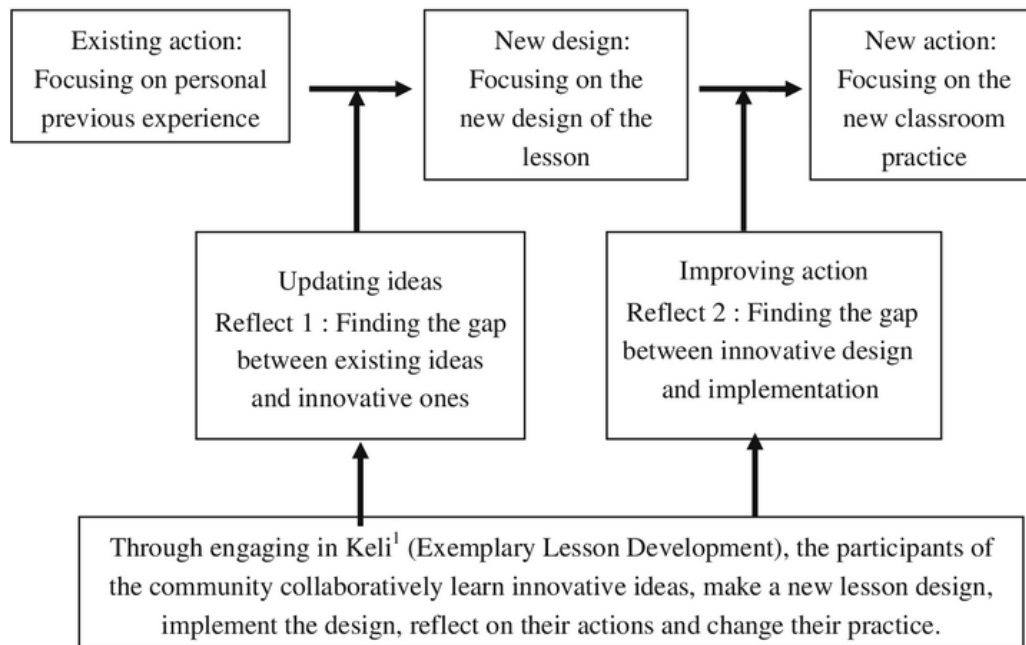 Existing action:
Focusing on personal
previous experience
New design:
Focusing on the
new design of the
lesson
New action:
Focusing on the
new classroom
practice
Updating ideas
Reflect 1 : Finding the gap
between existing ideas
and innovative ones
Improving action
Reflect 2 : Finding the gap
between innovative design
and implementation
Through engaging in Keli¹ (Exemplary Lesson Development), the participants of
the community collaboratively learn innovative ideas, make a new lesson design,
implement the design, reflect on their actions and change their practice.